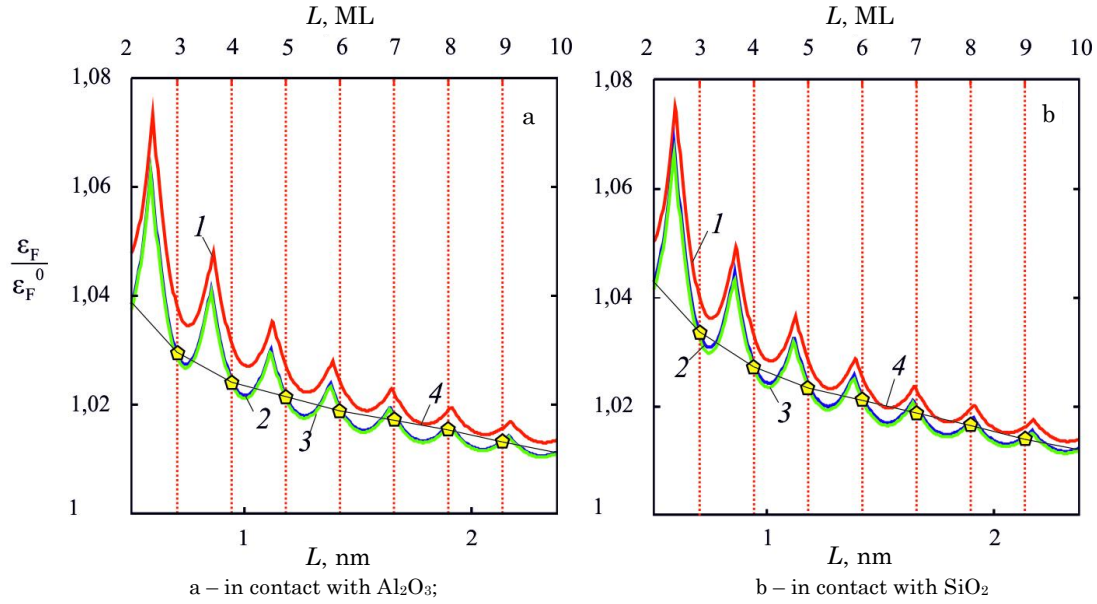 L, ML
L, ML
2 3 4 5 6 7 8 9 10
2 3 4 5 6 7 8 9 10
1,08
1,08
a
b
1,06
1,06
1
1
εF
εF0
1,04
1,04
4
4
2
2
3
3
1,02
1,02
1
1
1 2
1 2
L, nm
L, nm
a – in contact with Al2O3;
b – in contact with SiO2